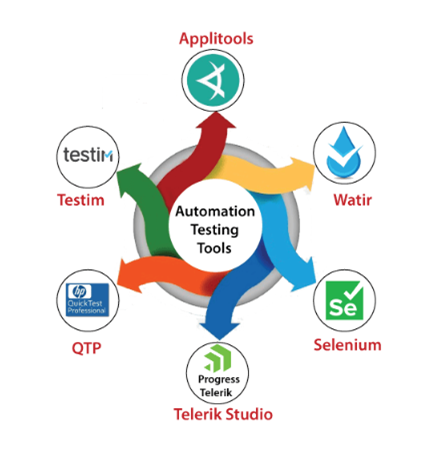 Applitools
testim
Testim
Watir
Automation
Testing
Tools
hp
QuickTest
Professional
QTP
Se
Selenium
Progress
Telerik
Telerik Studio